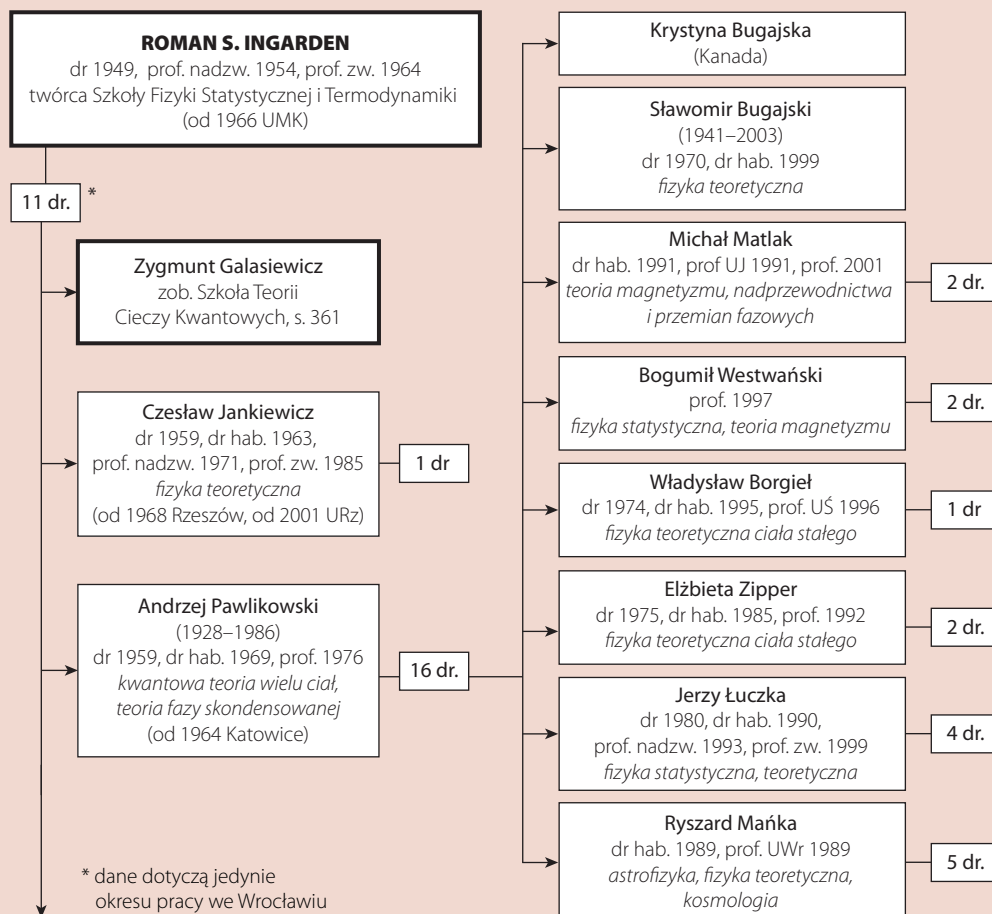 ROMAN S. INGARDEN
dr 1949, prof. nadzw. 1954, prof. zw. 1964
twórca Szkoły Fizyki Statystycznej i Termodynamiki
(od 1966 UMK)
11 dr. *
Zygmunt Galasiewicz
zob. Szkoła Teorii
Cieczy Kwantowych, s. 361
Czesław Jankiewicz
dr 1959, dr hab. 1963,
prof. nadzw. 1971, prof. zw. 1985
fizyka teoretyczna
(od 1968 Rzeszów, od 2001 URz)
1 dr
Andrzej Pawlikowski
(1928–1986)
dr 1959, dr hab. 1969, prof. 1976
kwantowa teoria wielu ciał,
teoria fazy skondensowanej
(od 1964 Katowice)
16 dr.
Krystyna Bugajska
(Kanada)
Sławomir Bugajski
(1941–2003)
dr 1970, dr hab. 1999
fizyka teoretyczna
Michał Matlak
dr hab. 1991, prof UJ 1991, prof. 2001
teoria magnetyzmu, nadprzewodnictwa
i przemian fazowych
2 dr.
Bogumił Westwański
prof. 1997
fizyka statystyczna, teoria magnetyzmu
2 dr.
Władysław Borgieł
dr 1974, dr hab. 1995, prof. UŚ 1996
fizyka teoretyczna ciała stałego
1 dr
Elżbieta Zipper
dr 1975, dr hab. 1985, prof. 1992
fizyka teoretyczna ciała stałego
2 dr.
Jerzy Łuczka
dr 1980, dr hab. 1990,
prof. nadzw. 1993, prof. zw. 1999
fizyka statystyczna, teoretyczna
4 dr.
Ryszard Mańka
dr hab. 1989, prof. UWr 1989
astrofizyka, fizyka teoretyczna,
kosmologia
5 dr.
* dane dotyczą jedynie
okresu pracy we Wrocławiu